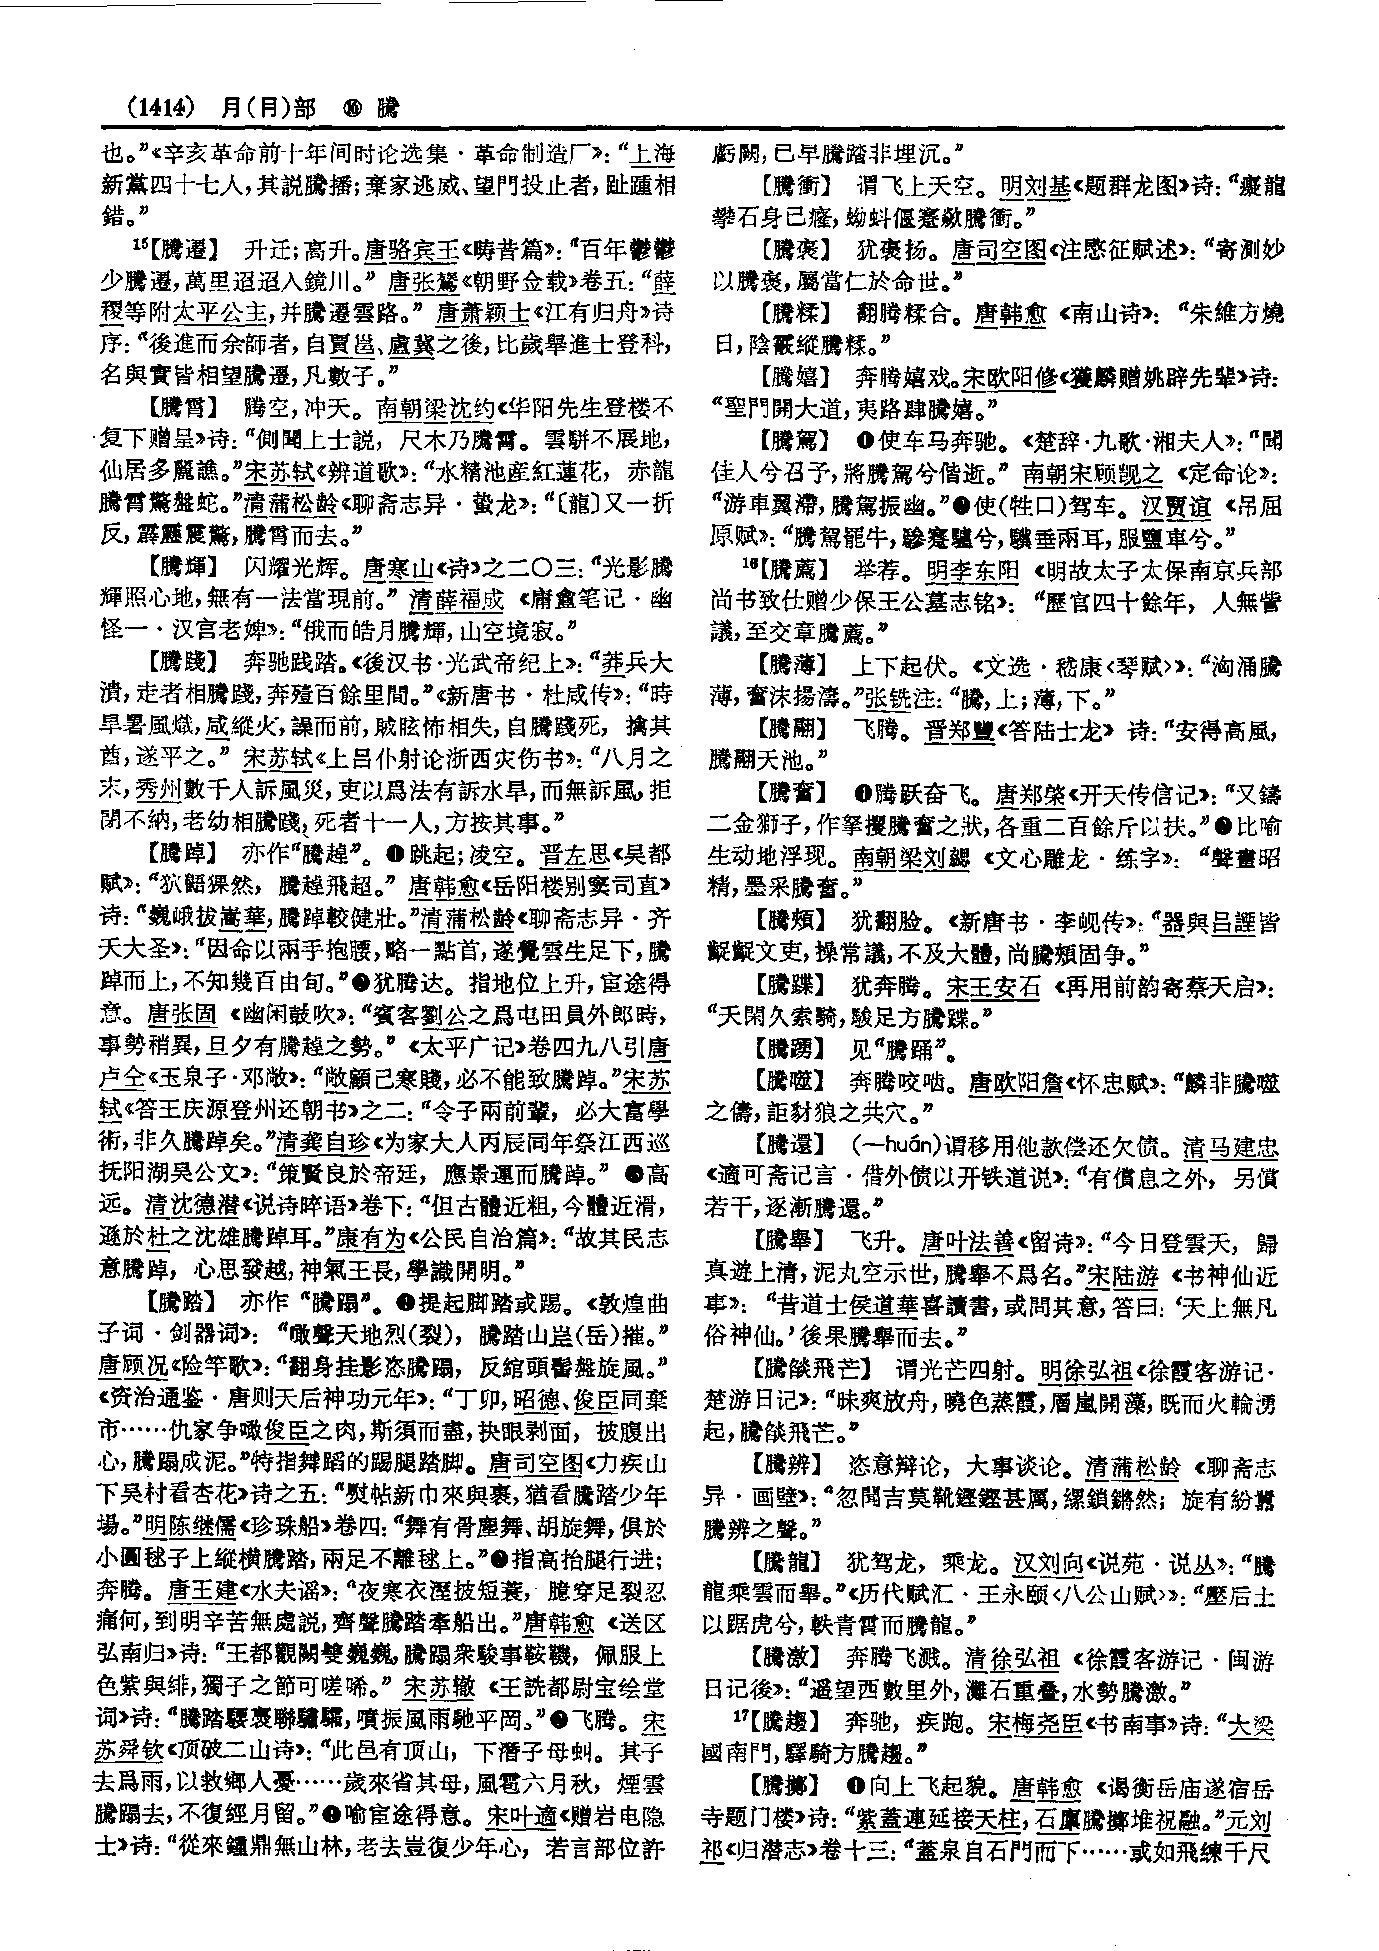 (1414) 月(⺼)部 ⑯ 騰
也。”《辛亥革命前十年间时论选集·革命制造厂》：“上海
新黨四十七人，其説騰播；棄家逃威、望門投止者，趾踵相
錯。”
15【騰遷】 升迁；离升。唐骆宾王《畴昔篇》：“百年鬱鬱
少騰遷，萬里迢迢入鏡川。” 唐张鷟《朝野佥载》卷五：“薛
稷等附太平公主，并騰遷雲路。” 唐萧颖士《江有归舟》诗
序：“後進而余師者，自賈邕、盧冀之後，比歲舉進士登科，
名與實皆相望騰遷，凡數子。”
【騰霄】 腾空，冲天。南朝梁沈约《华阳先生登楼不
复下赠呈》诗：“側聞上士説，尺木乃騰霄。雲駢不展地，
仙居多麗譙。”宋苏轼《辨道歌》：“水精池産紅蓮花，赤龍
騰霄驚盤蛇。”清蒲松龄《聊斋志异·蛰龙》：“〔龍〕又一折
反，霹靂震驚，騰霄而去。”
【騰輝】 闪耀光辉。唐寒山《诗》之二〇三：“光影騰
輝照心地，無有一法當現前。” 清薛福成《庸盦笔记·幽
怪一·汉宫老婢》：“俄而皓月騰輝，山空境寂。”
【騰踐】 奔驰践踏。《後汉书·光武帝纪上》：“莽兵大
潰，走者相騰踐，奔殪百餘里間。”《新唐书·杜咸传》：“時
旱暑風熾，咸縱火，譟而前，賊眩怖相失，自騰踐死，擒其
酋，遂平之。” 宋苏轼《上吕仆射论浙西灾伤书》：“八月之
末，秀州數千人訴風災，吏以爲法有訴水旱，而無訴風，拒
閉不納，老幼相騰踐，死者十一人，方按其事。”
【騰踔】 亦作“騰趠”。❶跳起；凌空。晋左思《吴都
赋》：“狖鼯猓然，騰趠飛超。” 唐韩愈《岳阳楼别窦司直》
诗：“巍峨拔嵩華，騰踔較健壯。”清蒲松龄《聊斋志异·齐
天大圣》：“因命以兩手抱腰，略一點首，遂覺雲生足下，騰
踔而上，不知幾百由旬。”❷犹腾达。指地位上升，宦途得
意。唐张固《幽闲鼓吹》：“賓客劉公之爲屯田員外郎時，
事勢稍異，旦夕有騰趠之勢。”《太平广记》卷四九八引唐
卢仝《玉泉子·邓敞》：“敞顧己寒賤，必不能致騰踔。”宋苏
轼《答王庆源登州还朝书》之二：“令子兩前輩，必大富學
術，非久騰踔矣。”清龚自珍《为家大人丙辰同年祭江西巡
抚阳湖吴公文》：“策賢良於帝廷，應景運而騰踔。” ❸高
远。清沈德潜《说诗晬语》卷下：“但古體近粗，今體近滑，
遜於杜之沈雄騰踔耳。”康有为《公民自治篇》：“故其民志
意騰踔，心思發越，神氣王長，學識開明。”
【騰踏】 亦作“騰蹋”。❶提起脚踏或踢。《敦煌曲
子词·剑器词》：“噉聲天地烈(裂)，騰踏山岦(岳)摧。”
唐顾况《险竿歌》：“翻身挂影恣騰蹋，反綰頭髻盤旋風。”
《资治通鉴·唐则天后神功元年》：“丁卯，昭德、俊臣同棄
市……仇家争噉俊臣之肉，斯須而盡，抉眼剥面，披腹出
心，騰蹋成泥。”特指舞蹈的踢腿踏脚。唐司空图《力疾山
下吴村看杏花》诗之五：“熨帖新巾來與裹，猶看騰踏少年
場。”明陈继儒《珍珠船》卷四：“舞有骨塵舞、胡旋舞，俱於
小圓毬子上縱横騰踏，兩足不離毬上。”❷指高抬腿行进；
奔腾。唐王建《水夫谣》：“夜寒衣溼披短蓑，臆穿足裂忍
痛何，到明辛苦無處説，齊聲騰踏牽船出。”唐韩愈《送区
弘南归》诗：“王都觀闕雙巍巍，騰蹋衆駿事鞍鞿，佩服上
色紫與緋，獨子之節可嗟唏。” 宋苏辙《王詵都尉宝绘堂
词》诗：“騰踏騕褭聯驌驦，噴振風雨馳平岡。”❸飞腾。宋
苏舜钦《顶破二山诗》：“此邑有頂山，下潛子母虯。其子
去爲雨，以救鄉人憂……歲來省其母，風雹六月秋，煙雲
騰蹋去，不復經月留。”❹喻宦途得意。宋叶適《赠岩电隐
士》诗：“從來鍾鼎無山林，老去豈復少年心，若言部位許
虧闕，已早騰踏非埋沉。”
【騰衝】 谓飞上天空。明刘基《题群龙图》诗：“癡龍
攀石身已癃，蚴蚪偃蹇欻騰衝。”
【騰褒】 犹褒扬。唐司空图《注愍征赋述》：“寄測妙
以騰褒，屬當仁於命世。”
【騰糅】 翻腾糅合。唐韩愈《南山诗》：“朱維方燒
日，陰霰縱騰糅。”
【騰嬉】 奔腾嬉戏。宋欧阳修《獲麟赠姚辟先辈》诗：
“聖門開大道，夷路肆騰嬉。”
【騰駕】 ❶使车马奔驰。《楚辞·九歌·湘夫人》：“聞
佳人兮召予，將騰駕兮偕逝。” 南朝宋顾觊之《定命论》：
“游車翼滯，騰駕振幽。”❷使(牲口)驾车。汉贾谊《吊屈
原赋》：“騰駕罷牛，驂蹇驢兮，驥垂兩耳，服鹽車兮。”
16【騰薦】 举荐。明李东阳《明故太子太保南京兵部
尚书致仕赠少保王公墓志铭》：“歷官四十餘年，人無訾
議，至交章騰薦。”
【騰薄】 上下起伏。《文选·嵇康〈琴赋〉》：“洶涌騰
薄，奮沫揚濤。”张铣注：“騰，上；薄，下。”
【騰翮】 飞腾。晋郑豐《答陆士龙》诗：“安得高風，
騰翮天池。”
【騰奮】 ❶腾跃奋飞。唐郑棨《开天传信记》：“又鑄
二金獅子，作拏攫騰奮之狀，各重二百餘斤以扶。”❷比喻
生动地浮现。南朝梁刘勰《文心雕龙·练字》：“聲畫昭
精，墨采騰奮。”
【騰頰】 犹翻脸。《新唐书·李岘传》：“器與吕諲皆
齪齪文吏，操常議，不及大體，尚騰頰固争。”
【騰蹀】 犹奔腾。宋王安石《再用前韵寄蔡天启》：
“天閑久索騎，駿足方騰蹀。”
【騰踴】 见“騰踊”。
【騰噬】 奔腾咬啮。唐欧阳詹《怀忠赋》：“麟非騰噬
之儔，詎豺狼之共穴。”
【騰還】 (—huán)谓移用他款偿还欠债。清马建忠
《適可斋记言·借外债以开铁道说》：“有償息之外，另償
若干，逐漸騰還。”
【騰舉】 飞升。唐叶法善《留诗》：“今日登雲天，歸
真遊上清，泥丸空示世，騰舉不爲名。”宋陆游《书神仙近
事》：“昔道士侯道華喜讀書，或問其意，答曰：‘天上無凡
俗神仙。’後果騰舉而去。”
【騰燄飛芒】 谓光芒四射。明徐弘祖《徐霞客游记·
楚游日记》：“昧爽放舟，曉色蒸霞，層嵐開藻，既而火輪湧
起，騰燄飛芒。”
【騰辨】 恣意辩论，大事谈论。清蒲松龄《聊斋志
异·画壁》：“忽聞吉莫靴鏗鏗甚厲，縲鎖鏘然；旋有紛囂
騰辨之聲。”
【騰龍】 犹驾龙，乘龙。汉刘向《说苑·说丛》：“騰
龍乘雲而舉。”《历代赋汇·王永颐〈八公山赋〉》：“壓后土
以踞虎兮，軼青霄而騰龍。”
【騰激】 奔腾飞溅。清徐弘祖《徐霞客游记·闽游
日记後》：“遥望西數里外，灘石重叠，水勢騰激。”
17【騰趨】 奔驰，疾跑。宋梅尧臣《书南事》诗：“大梁
國南門，驛騎方騰趨。”
【騰擲】 ❶向上飞起貌。唐韩愈《谒衡岳庙遂宿岳
寺题门楼》诗：“紫蓋連延接天柱，石廩騰擲堆祝融。”元刘
祁《归潜志》卷十三：“蓋泉自石門而下……或如飛練千尺